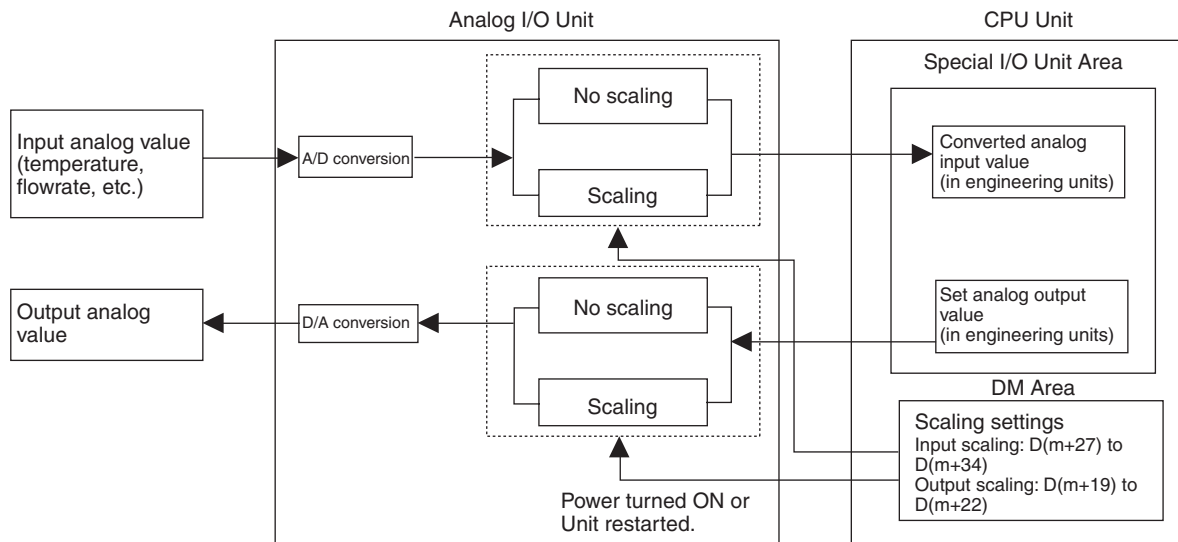 Analog I/O Unit
CPU Unit
Special I/O Unit Area
Input analog value
(temperature,
flowrate, etc.)
A/D conversion
No scaling
Scaling
Converted analog
input value
(in engineering units)
Output analog
value
D/A conversion
No scaling
Scaling
Set analog output
value
(in engineering units)
DM Area
Scaling settings
Input scaling: D(m+27) to
D(m+34)
Output scaling: D(m+19) to
D(m+22)
Power turned ON or
Unit restarted.